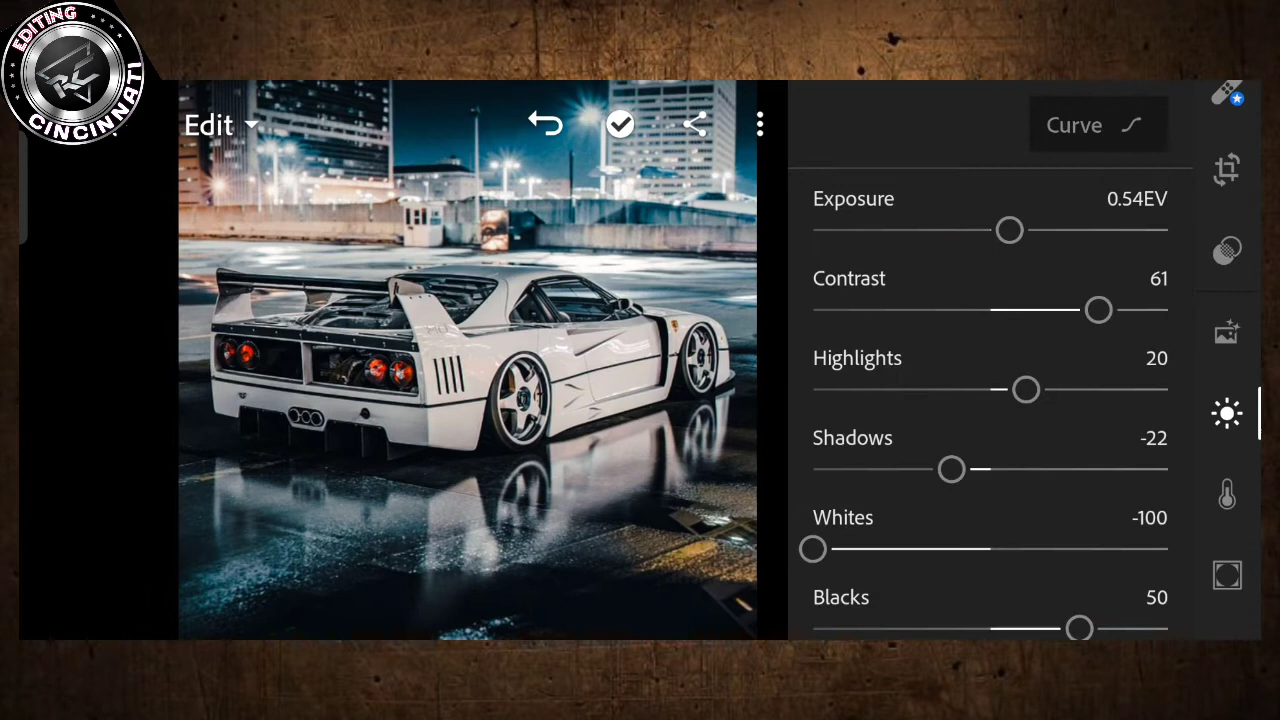 EDITING
CINCINNATI
Edit
Curve
Exposure 0.54EV
Contrast 61
Highlights 20
Shadows -22
Whites -100
Blacks 50